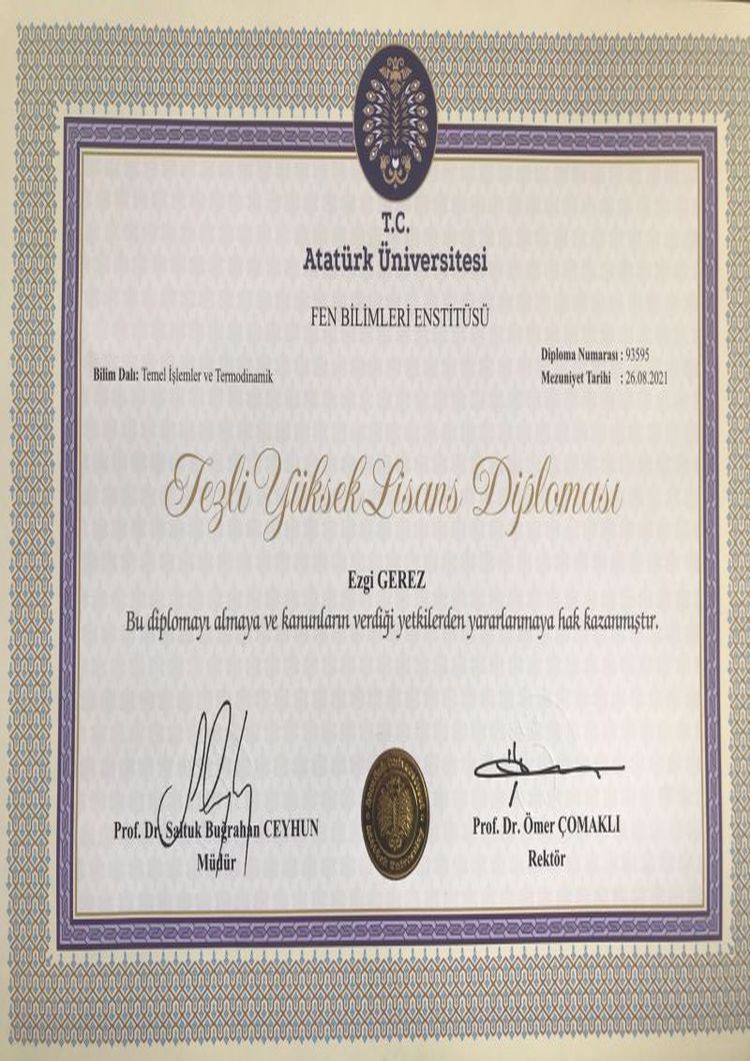 T.C.
Atatürk Üniversitesi
FEN BİLİMLERİ ENSTİTÜSÜ
Diploma Numarası : 93595
Bilim Dalı: Temel İşlemler ve Termodinamik
Mezuniyet Tarihi : 26.08.2021
Tezli Yüksek Lisans Diploması
Ezgi GEREZ
Bu diplomayı almaya ve kanunların verdiği yetkilerden yararlanmaya hak kazanmıştır.
Prof. Dr. Saltuk Buğrahan CEYHUN
Müdür
Prof. Dr. Ömer ÇOMAKLI
Rektör